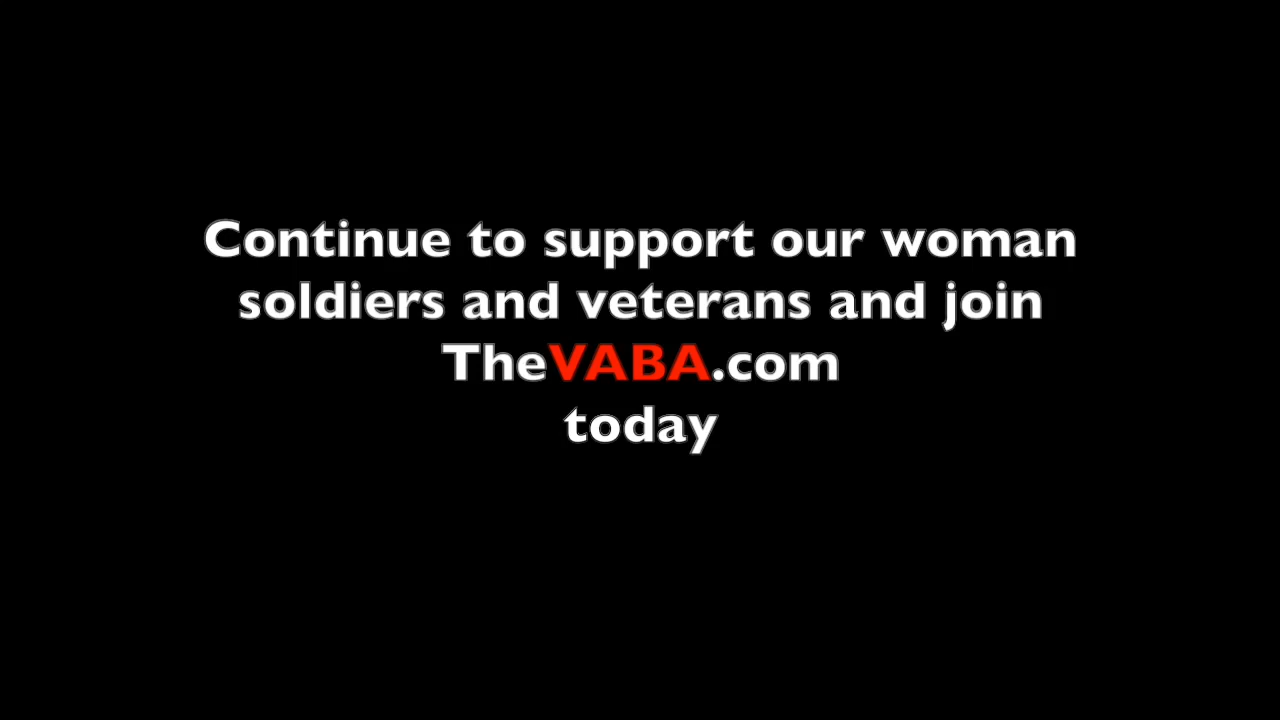 Continue to support our woman
soldiers and veterans and join
TheVABA.com
today